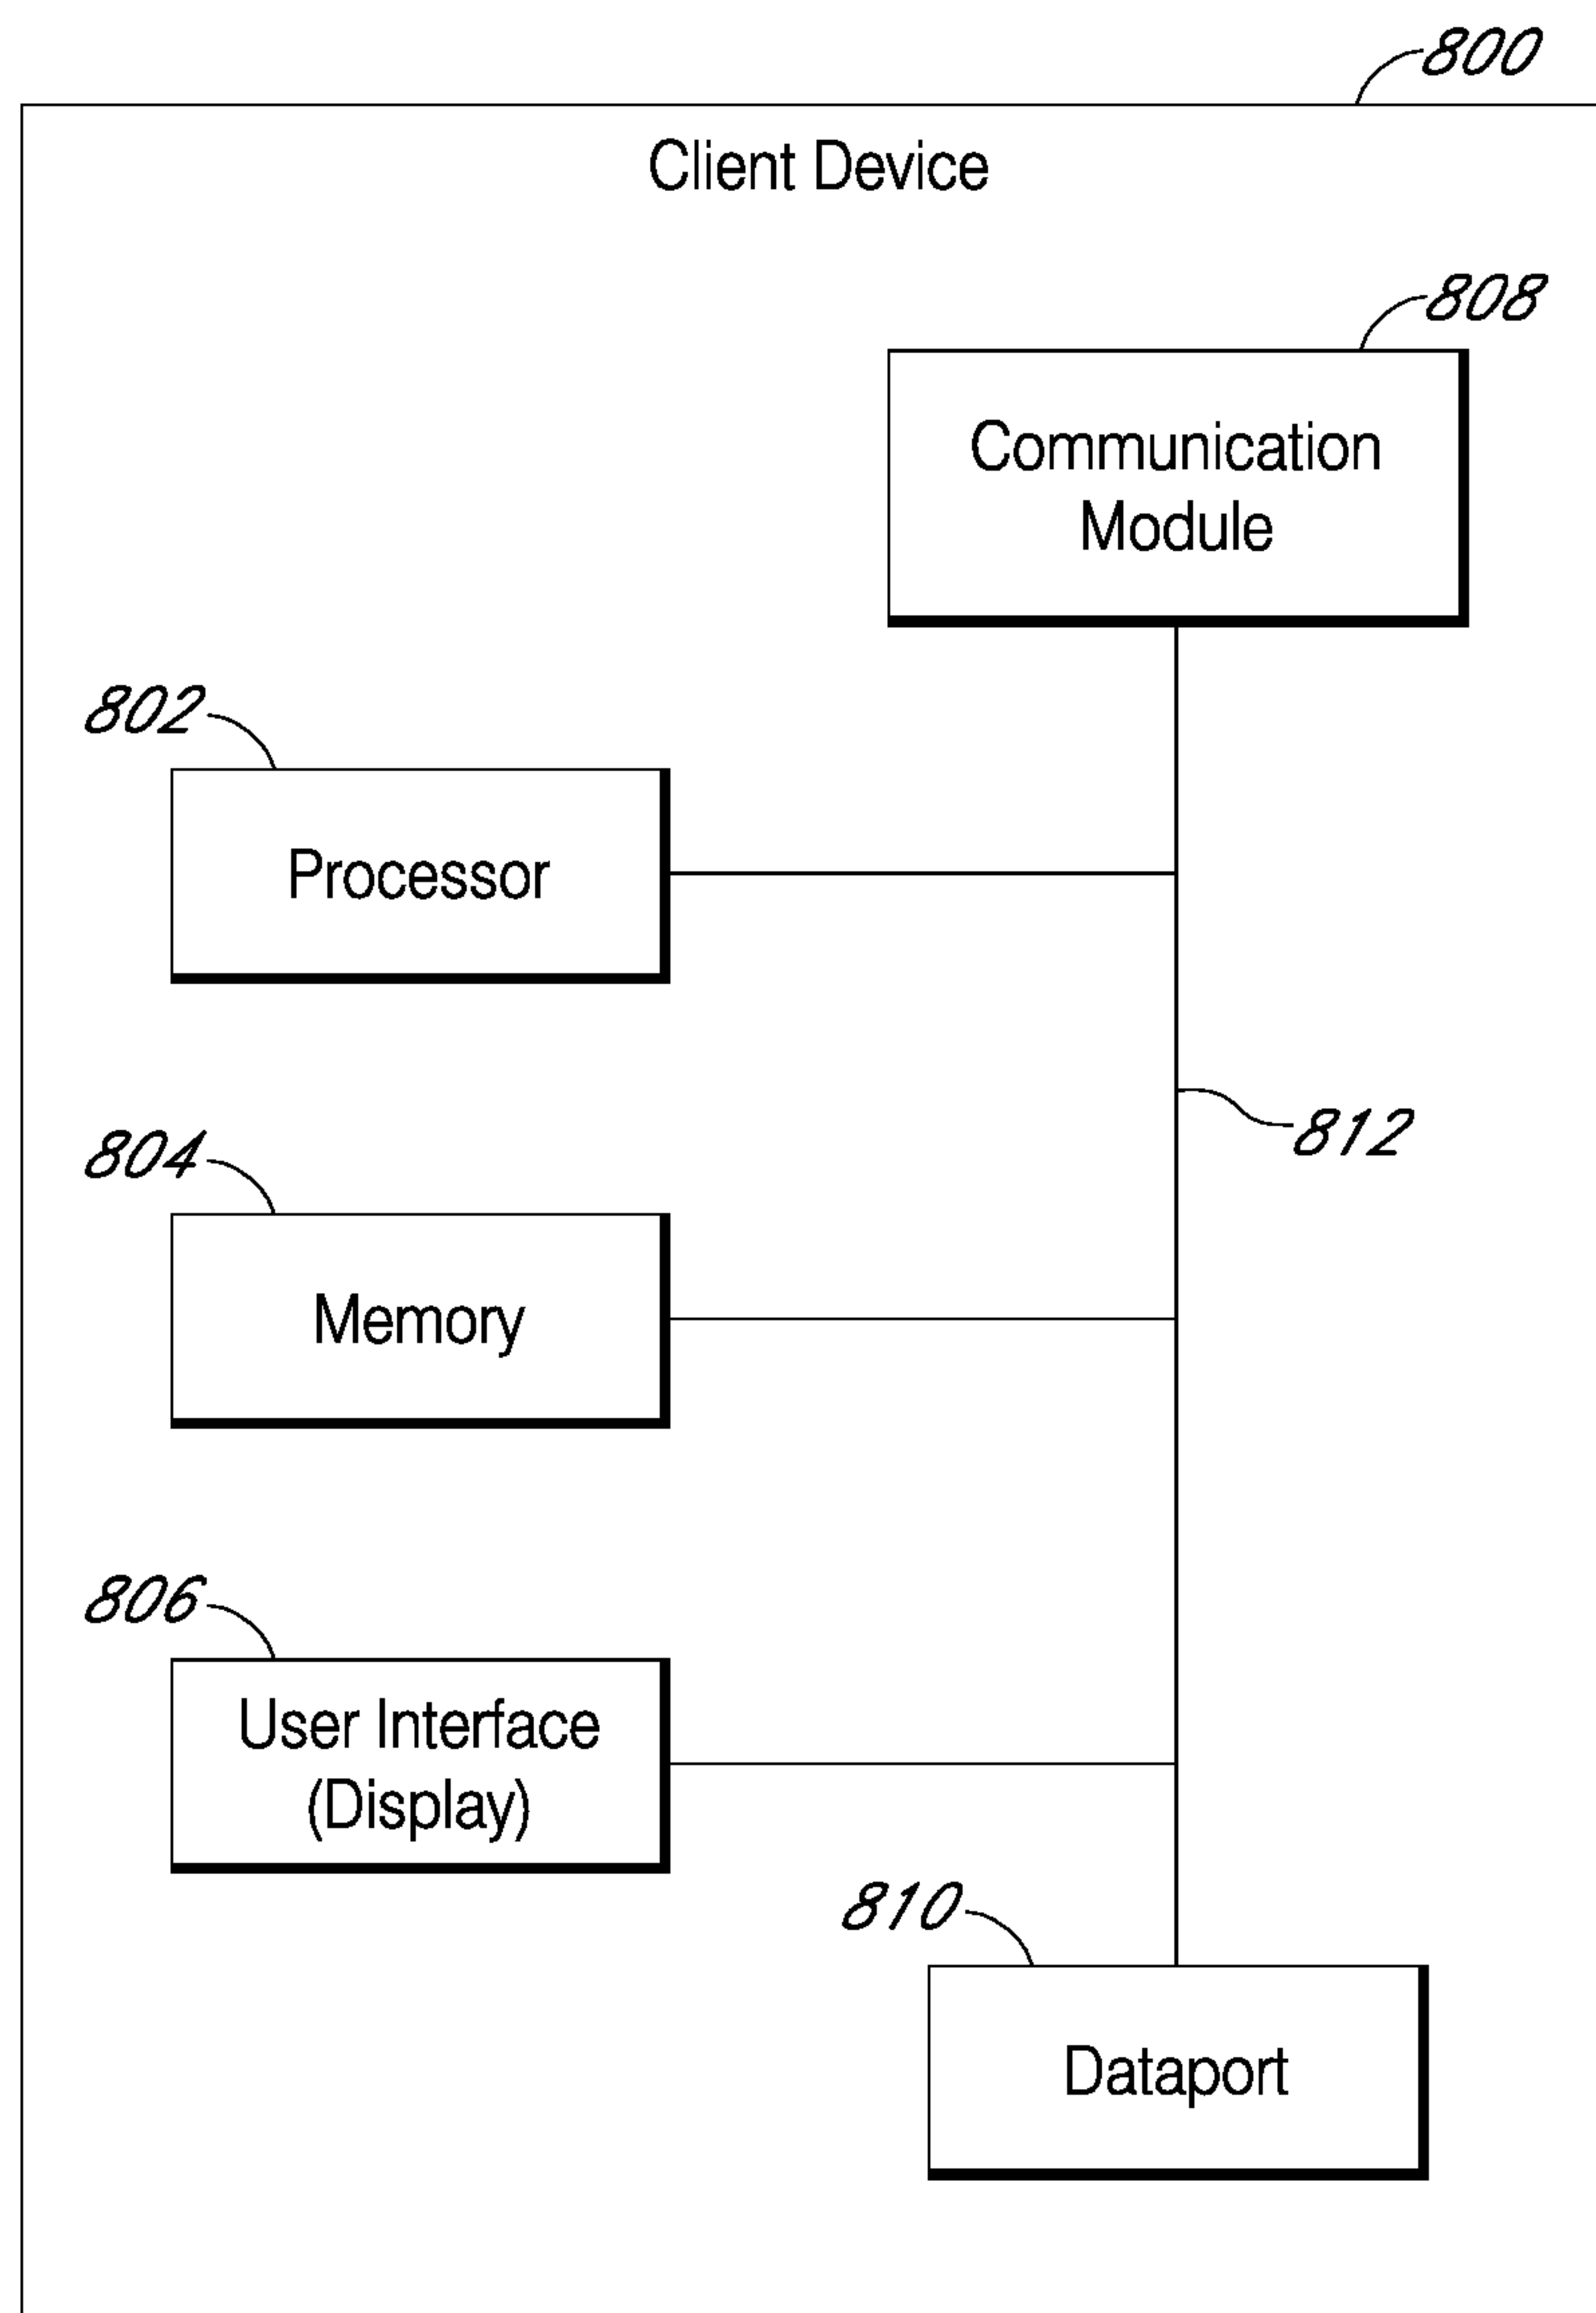 800
Client Device
808
Communication
Module
802
Processor
812
804
Memory
806
User Interface
(Display)
810
Dataport